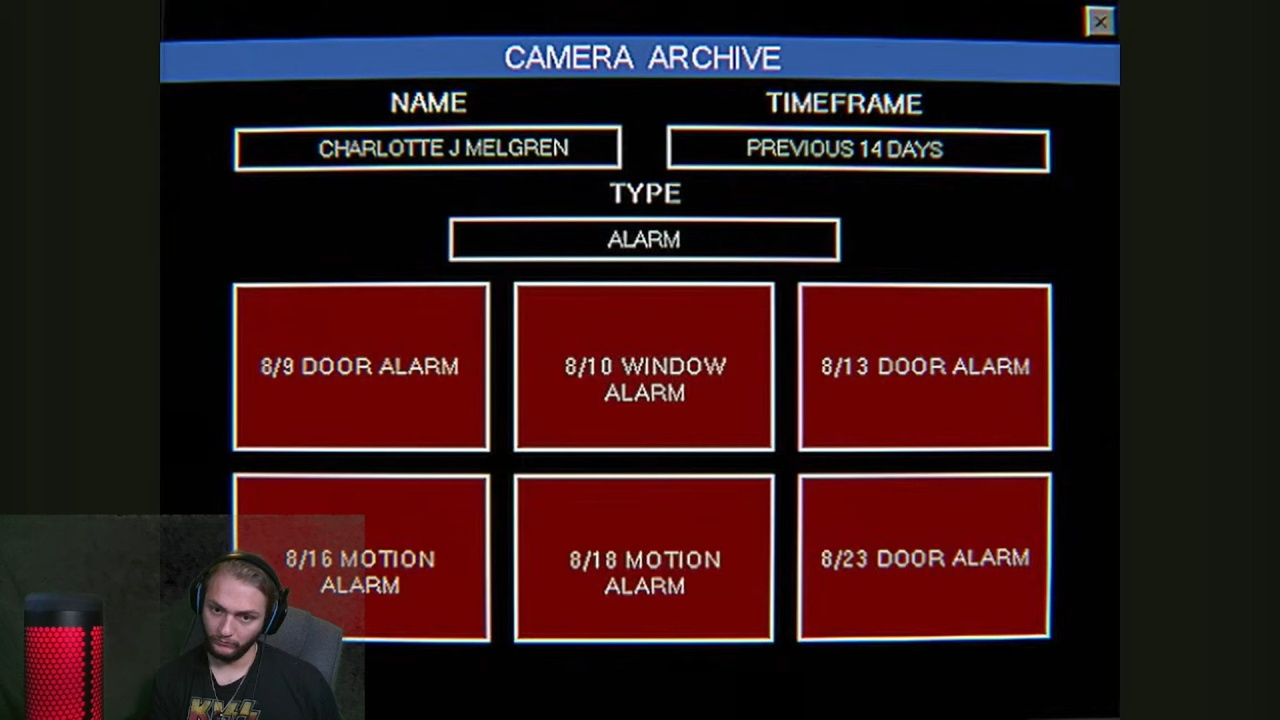 CAMERA ARCHIVE
NAME
TIMEFRAME
CHARLOTTE J MELGREN
PREVIOUS 14 DAYS
TYPE
ALARM
8/9 DOOR ALARM
8/10 WINDOW
ALARM
8/13 DOOR ALARM
8/16 MOTION
ALARM
8/18 MOTION
ALARM
8/23 DOOR ALARM